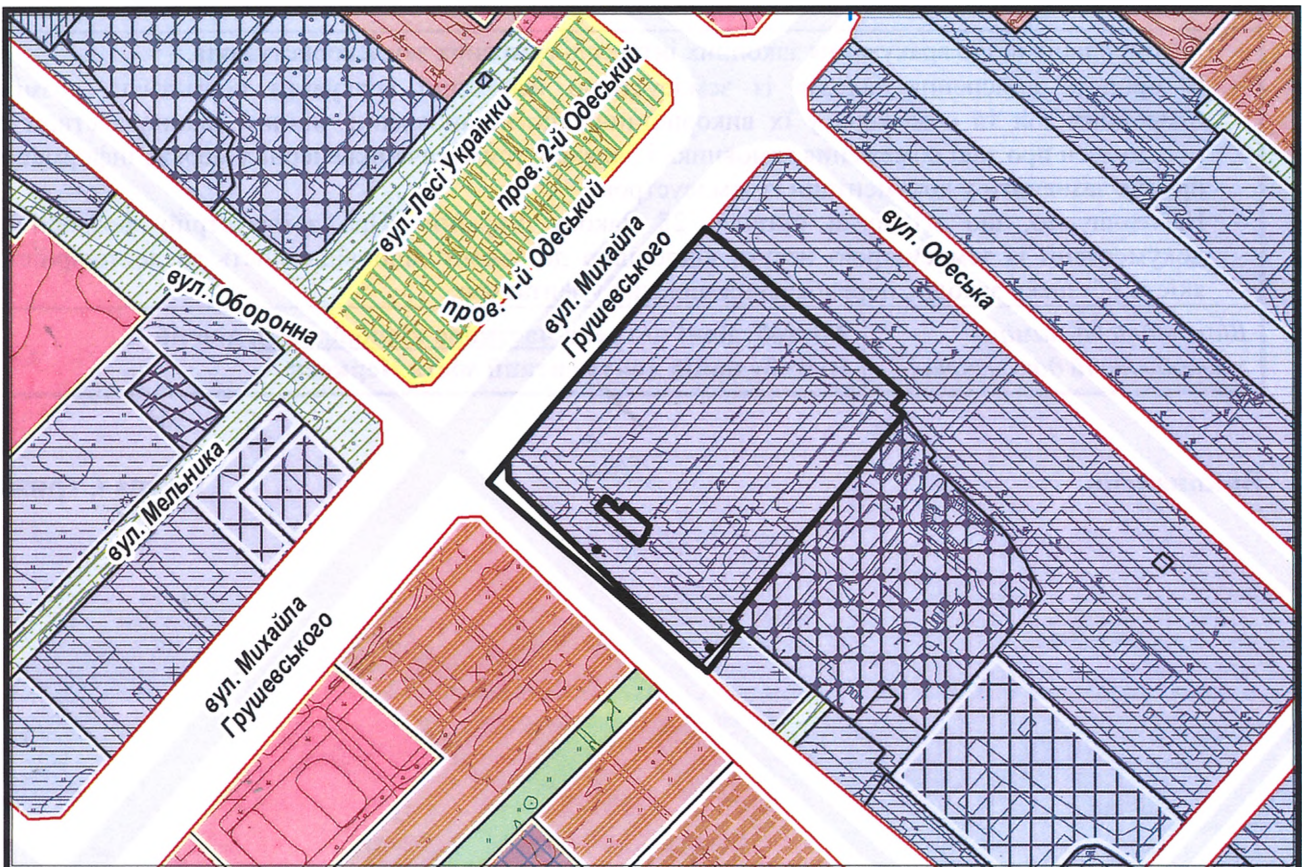 вул. Лесі Українки
пров. 2-й Одеський
пров. 1-й Одеський
вул. Михайла
Грушевського
вул. Одеська
вул. Оборонна
вул. Мельника
вул. Михайла
Грушевського